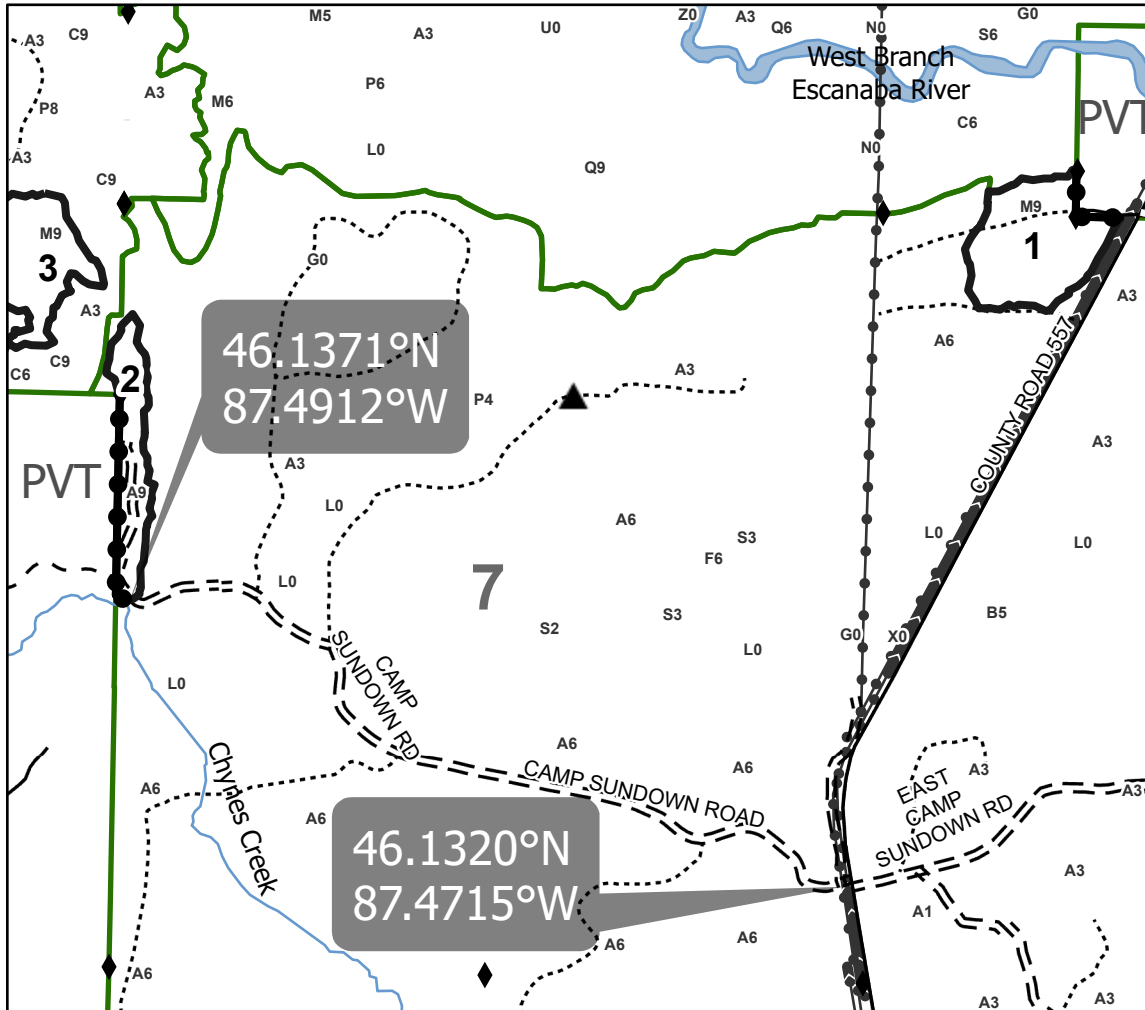 M5
U0
Z0
A3
G0
C9
A3
A3
Q6
N0
S6
West Branch
Escanaba River
A3
P6
M6
P8
C6
PVT
L0
N0
A3
Q9
C9
C9
M9
M9
1
3
G0
A3
A3
46.1371°N
87.4912°W
COUNTY ROAD 557
A6
C9
C6
2
A3
P4
A3
PVT
A3
A9
L0
A6
S3
L0
L0
F6
L0
7
S2
S3
B5
G0
X0
L0
CAMP
SUNDOWN RD
L0
Chynes Creek
A6
A6
A3
CAMP SUNDOWN ROAD
EAST
CAMP
SUNDOWN RD
A6
A3
A6
46.1320°N
87.4715°W
A3
A1
A6
A6
A6
A3
A3